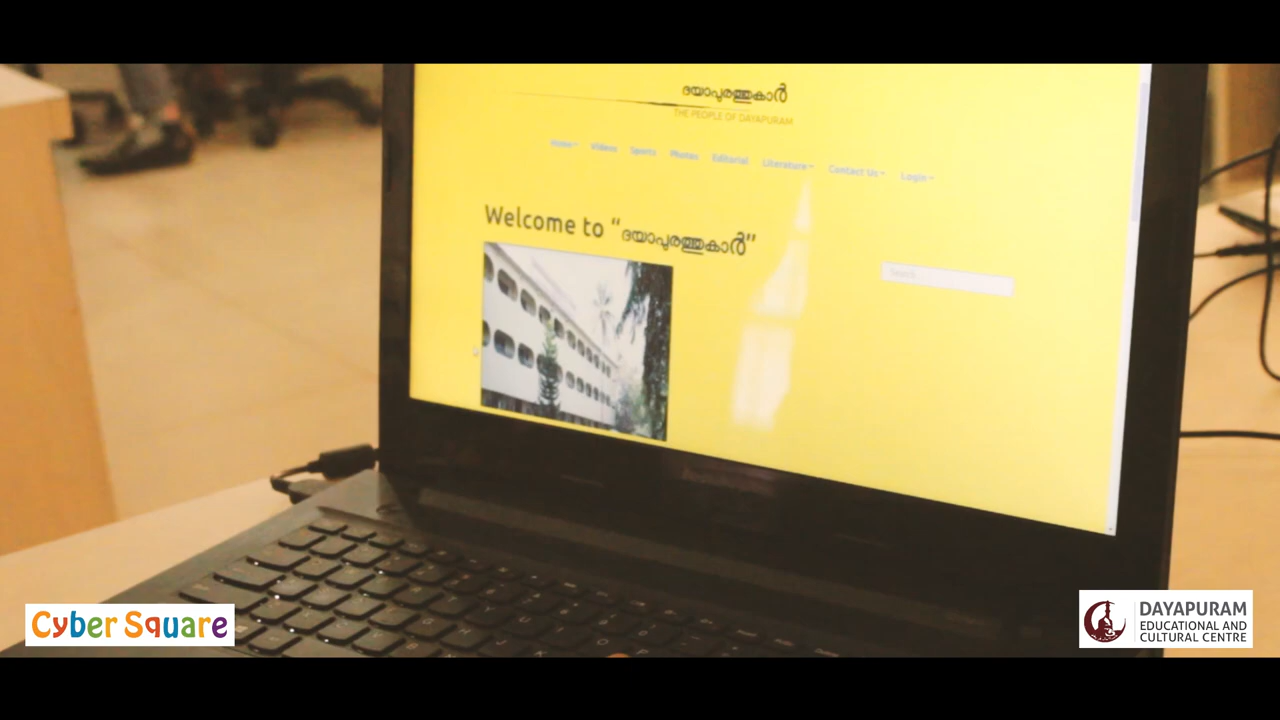 ദയാപുരത്തുകാർ
THE PEOPLE OF DAYAPURAM
Home Videos Sports Photos Editorial Literature Contact Us Login
Welcome to “ദയാപുരത്തുകാർ”
Search...
Cyber Square
DAYAPURAM
EDUCATIONAL AND
CULTURAL CENTRE